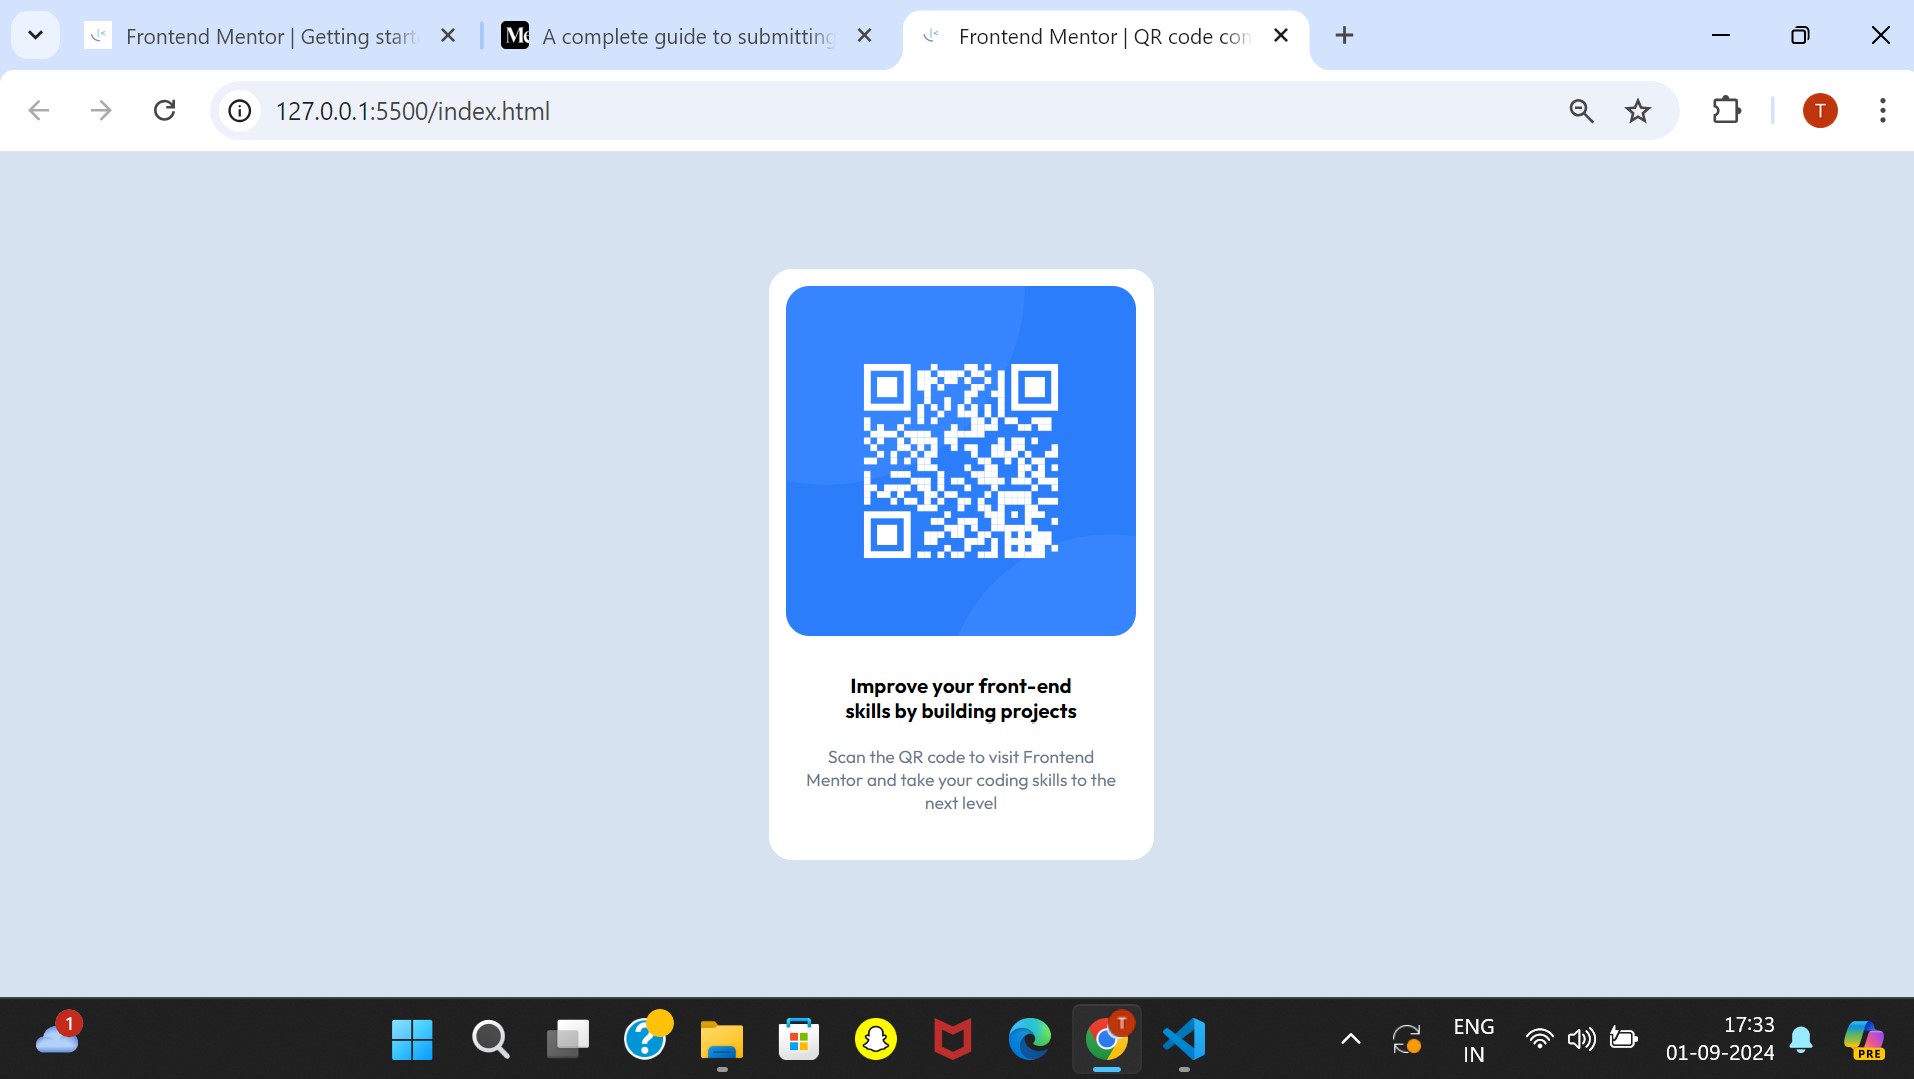 Frontend Mentor | Getting start
Me
A complete guide to submitting
Frontend Mentor | QR code con
127.0.0.1:5500/index.html
T
Improve your front-end
skills by building projects
Scan the QR code to visit Frontend
Mentor and take your coding skills to the
next level
1
?
T
ENG
IN
17:33
01-09-2024
PRE